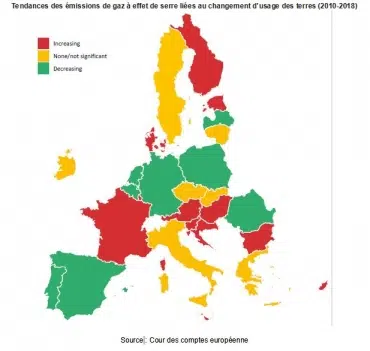 Tendances des émissions de gaz à effet de serre liées au changement d'usage des terres (2010-2018)
Increasing
None/not significant
Decreasing
Source|: Cour des comptes européenne